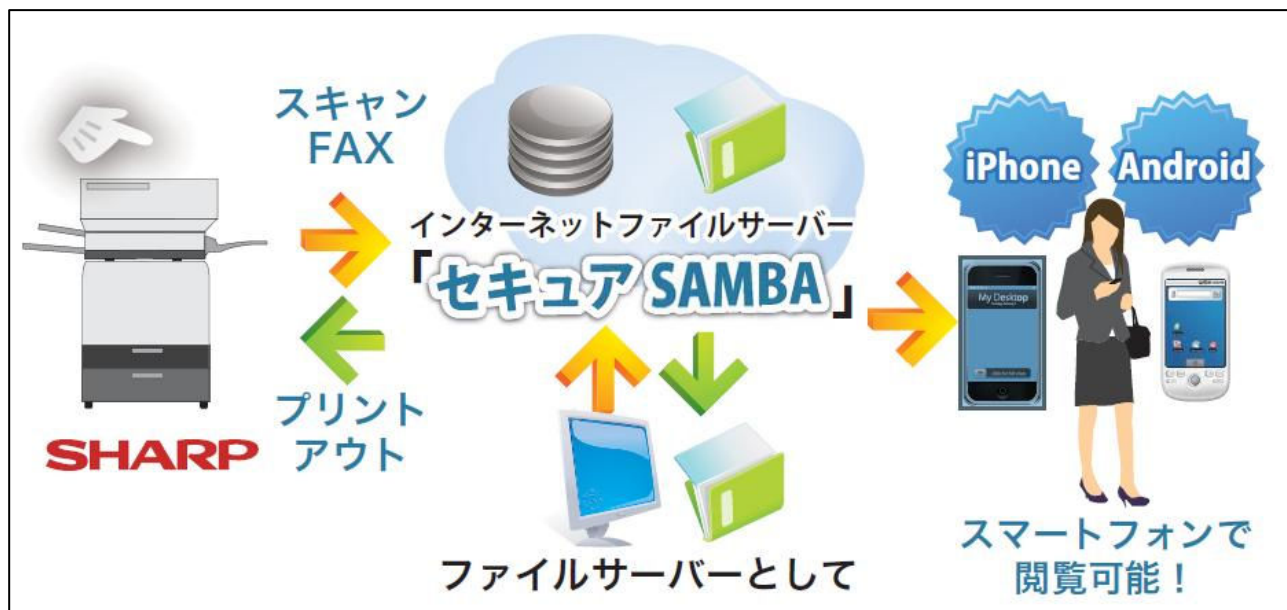 スキャン
FAX
インターネットファイルサーバー
「セキュア SAMBA」
プリント
アウト
SHARP
ファイルサーバーとして
iPhone
Android
My Desktop
スマートフォンで
閲覧可能！